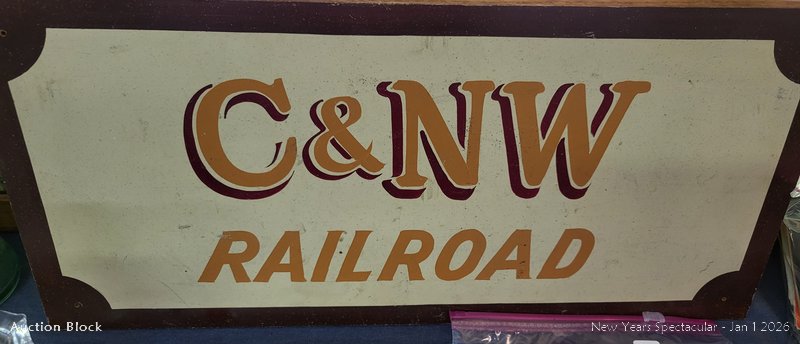 C&NW
RAILROAD
Auction Block
New Years Spectacular - Jan 1 2026